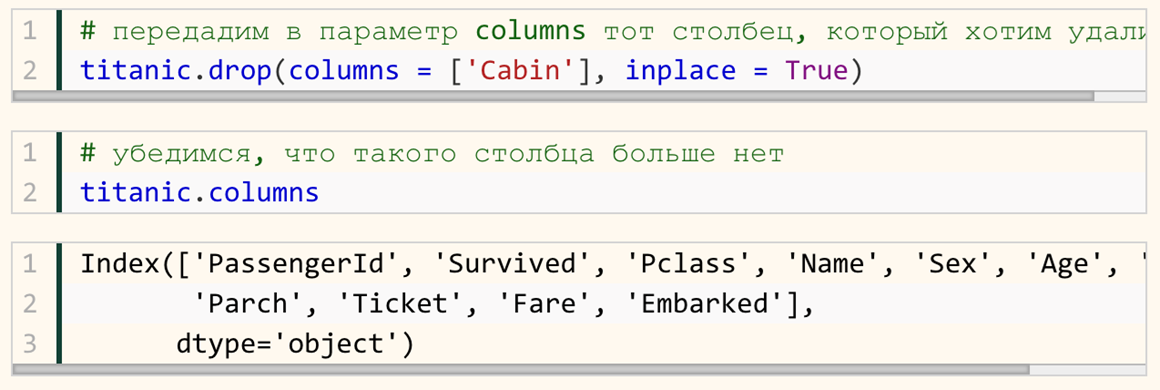 1 # передадим в параметр columns тот столбец, который хотим
2 titanic.drop(columns = ['Cabin'], inplace = True)
1 # убедимся, что такого столбца больше нет
2 titanic.columns
1 Index(['PassengerId', 'Survived', 'Pclass', 'Name', 'Sex', 'Age',
2 'Parch', 'Ticket', 'Fare', 'Embarked'],
3 dtype='object')